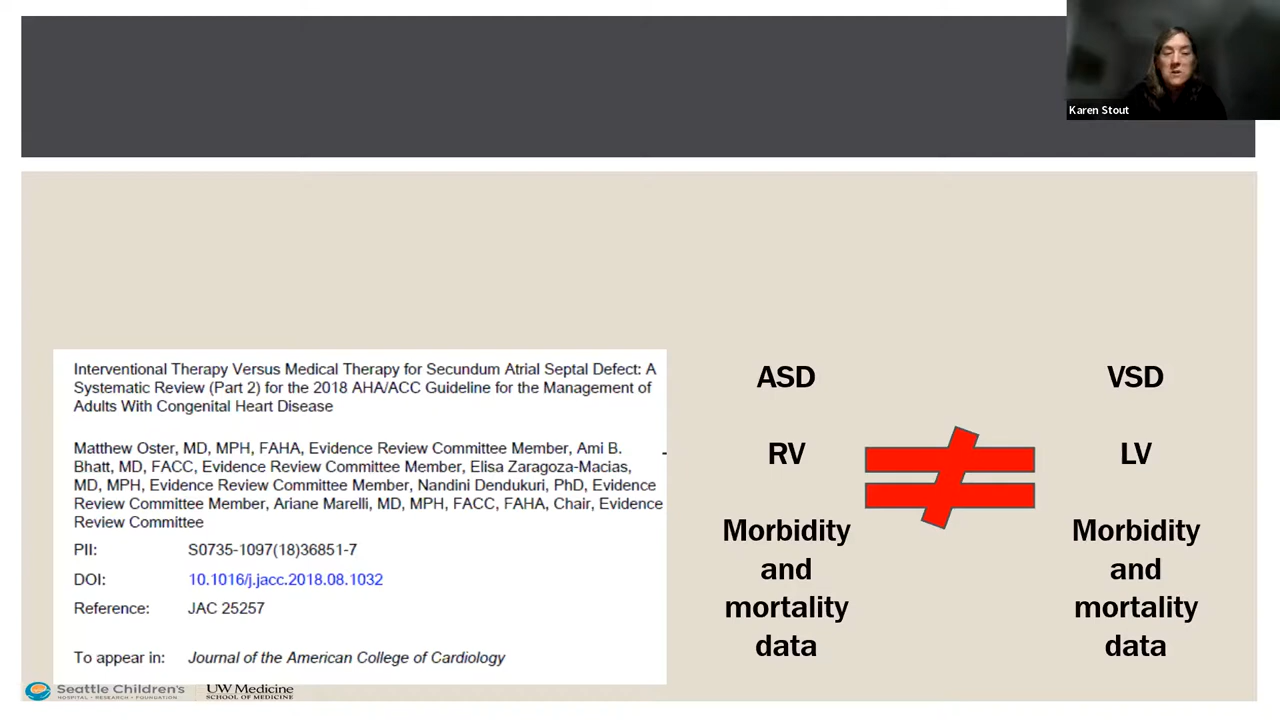 Karen Stout
Interventional Therapy Versus Medical Therapy for Secundum Atrial Septal Defect: A
Systematic Review (Part 2) for the 2018 AHA/ACC Guideline for the Management of
Adults With Congenital Heart Disease
Matthew Oster, MD, MPH, FAHA, Evidence Review Committee Member, Ami B.
Bhatt, MD, FACC, Evidence Review Committee Member, Elisa Zaragoza-Macias,
MD, MPH, Evidence Review Committee Member, Nandini Dendukuri, PhD, Evidence
Review Committee Member, Ariane Marelli, MD, MPH, FACC, FAHA, Chair, Evidence
Review Committee
PII: S0735-1097(18)36851-7
DOI: 10.1016/j.jacc.2018.08.1032
Reference: JAC 25257
To appear in: Journal of the American College of Cardiology
ASD
RV
Morbidity
and
mortality
data
VSD
LV
Morbidity
and
mortality
data
Seattle Children's
HOSPITAL • RESEARCH • FOUNDATION
UW Medicine
SCHOOL OF MEDICINE